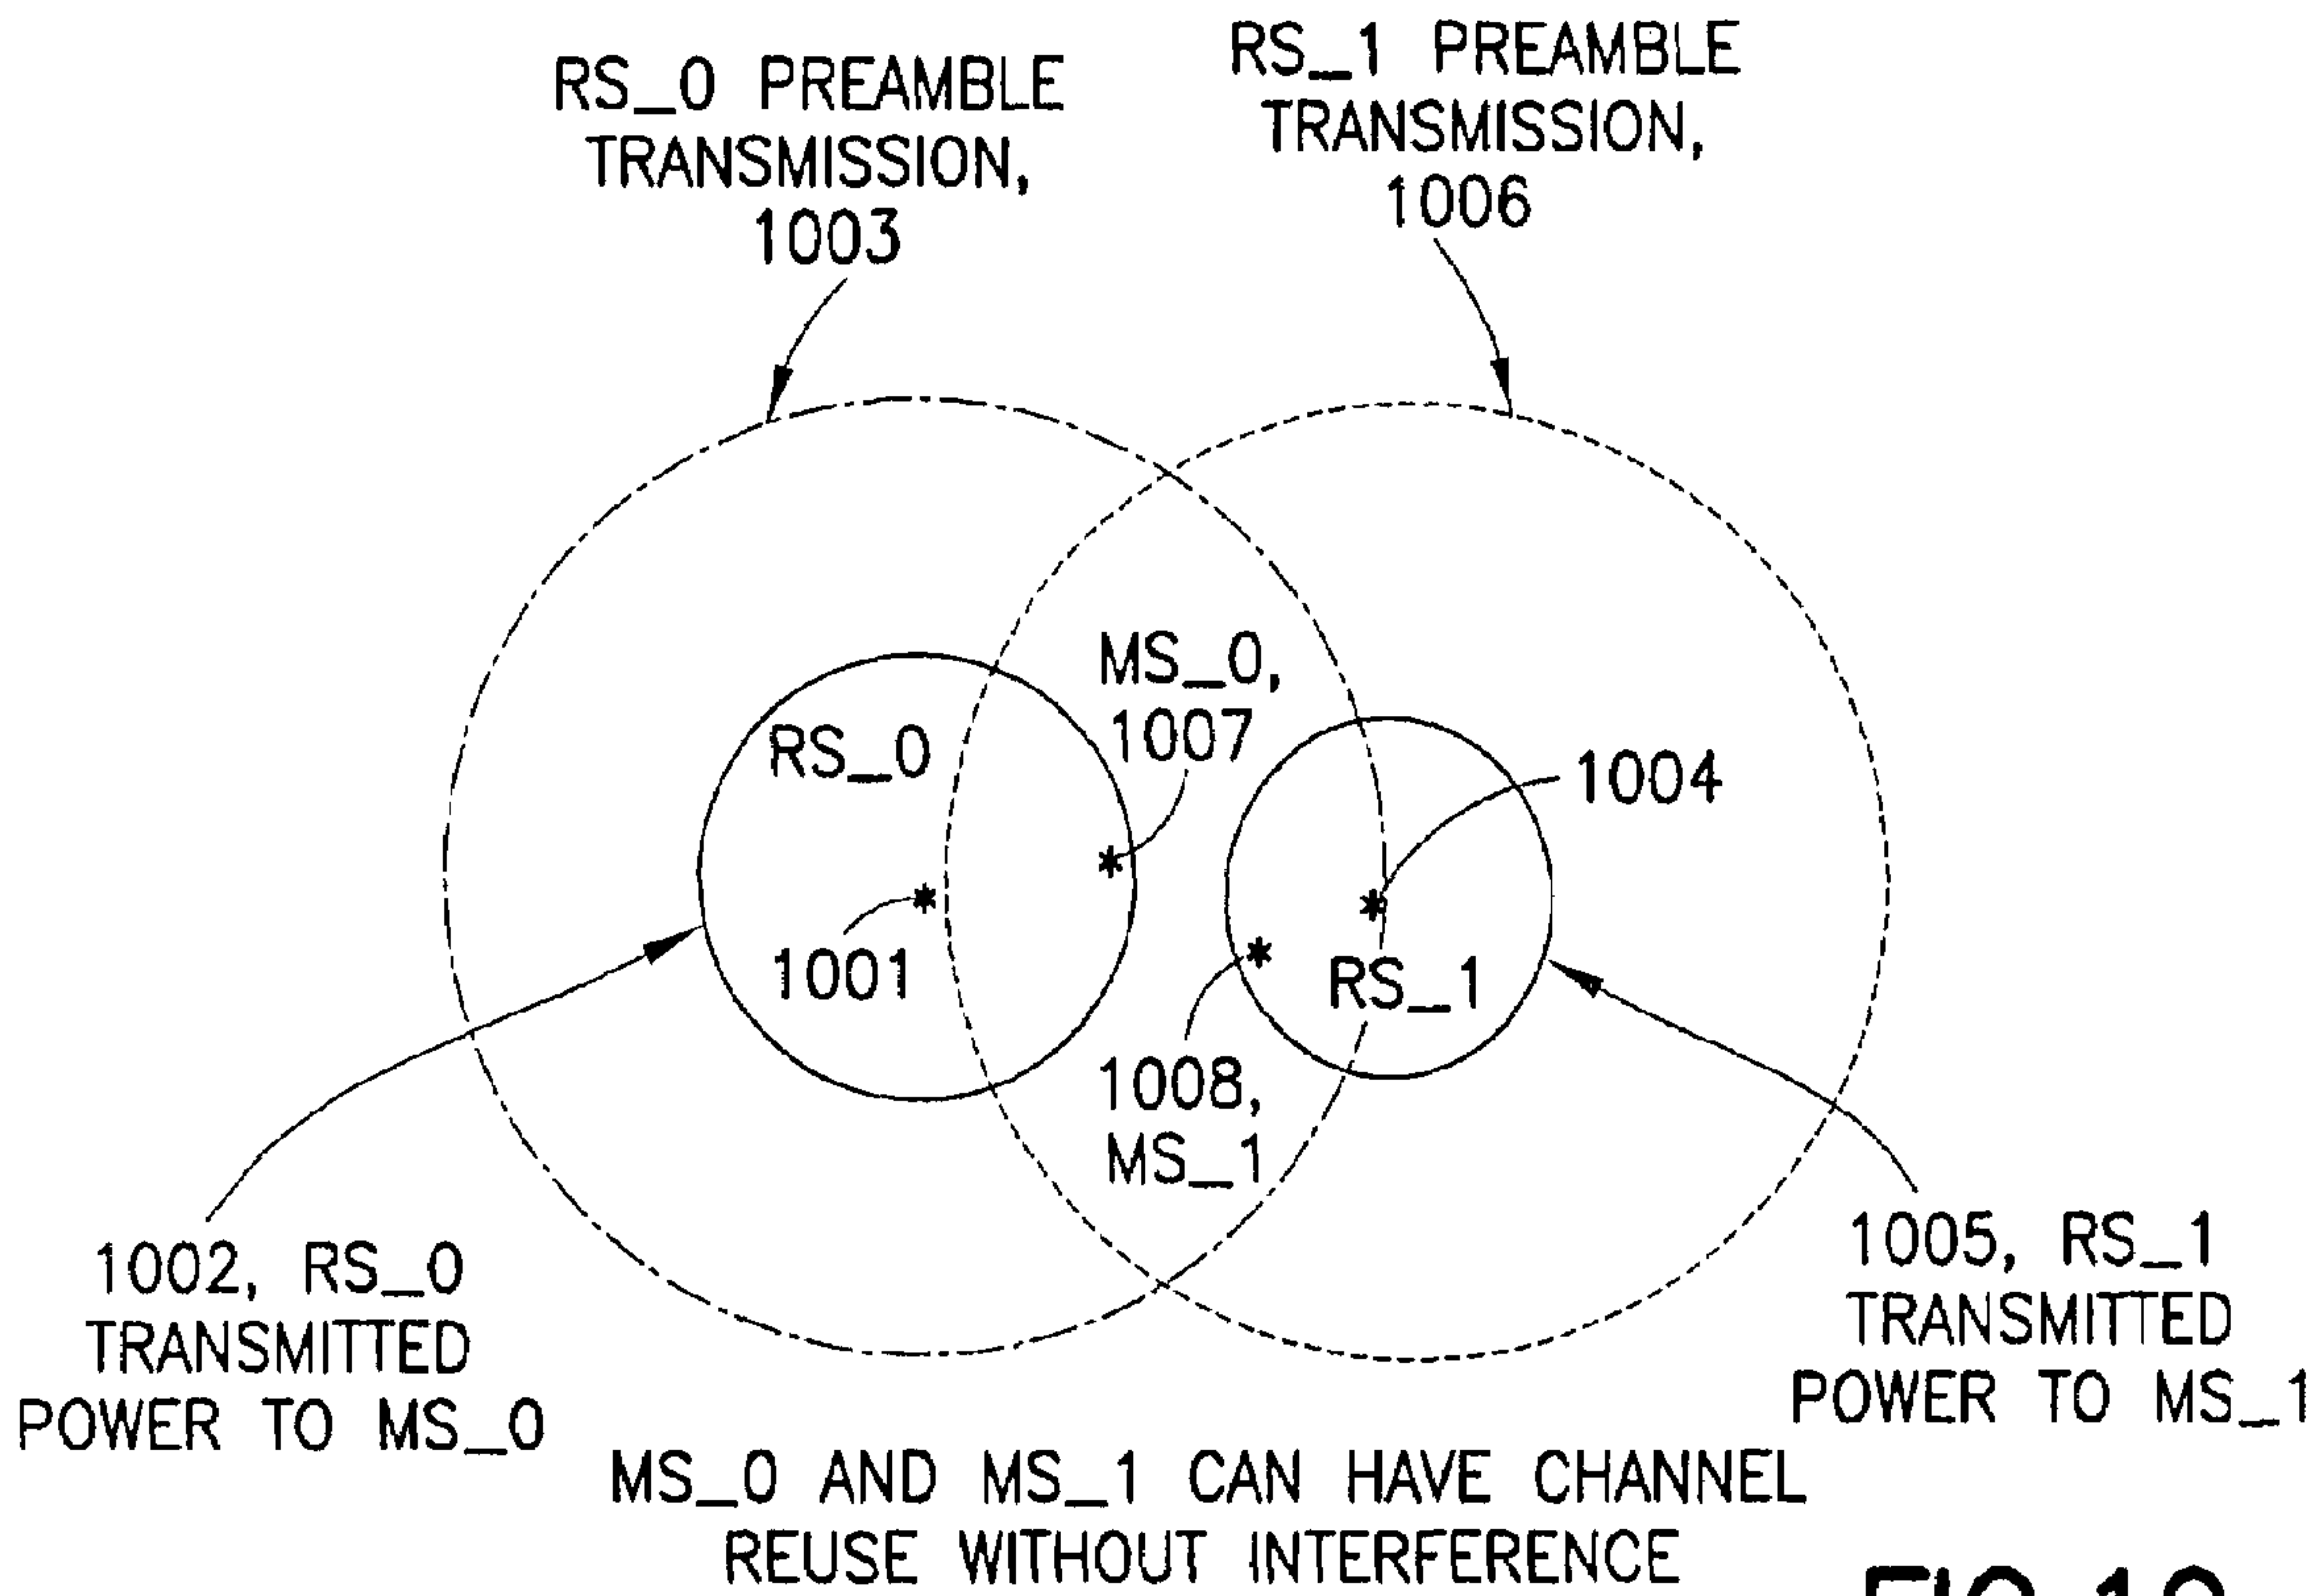 RS_0 PREAMBLE
TRANSMISSION,
1003
RS_1 PREAMBLE
TRANSMISSION,
1006
MS_0,
1007
RS_0
1004
1001
RS_1
1008,
MS_1
1002, RS_0
TRANSMITTED
POWER TO MS_0
1005, RS_1
TRANSMITTED
POWER TO MS_1
MS_0 AND MS_1 CAN HAVE CHANNEL
REUSE WITHOUT INTERFERENCE